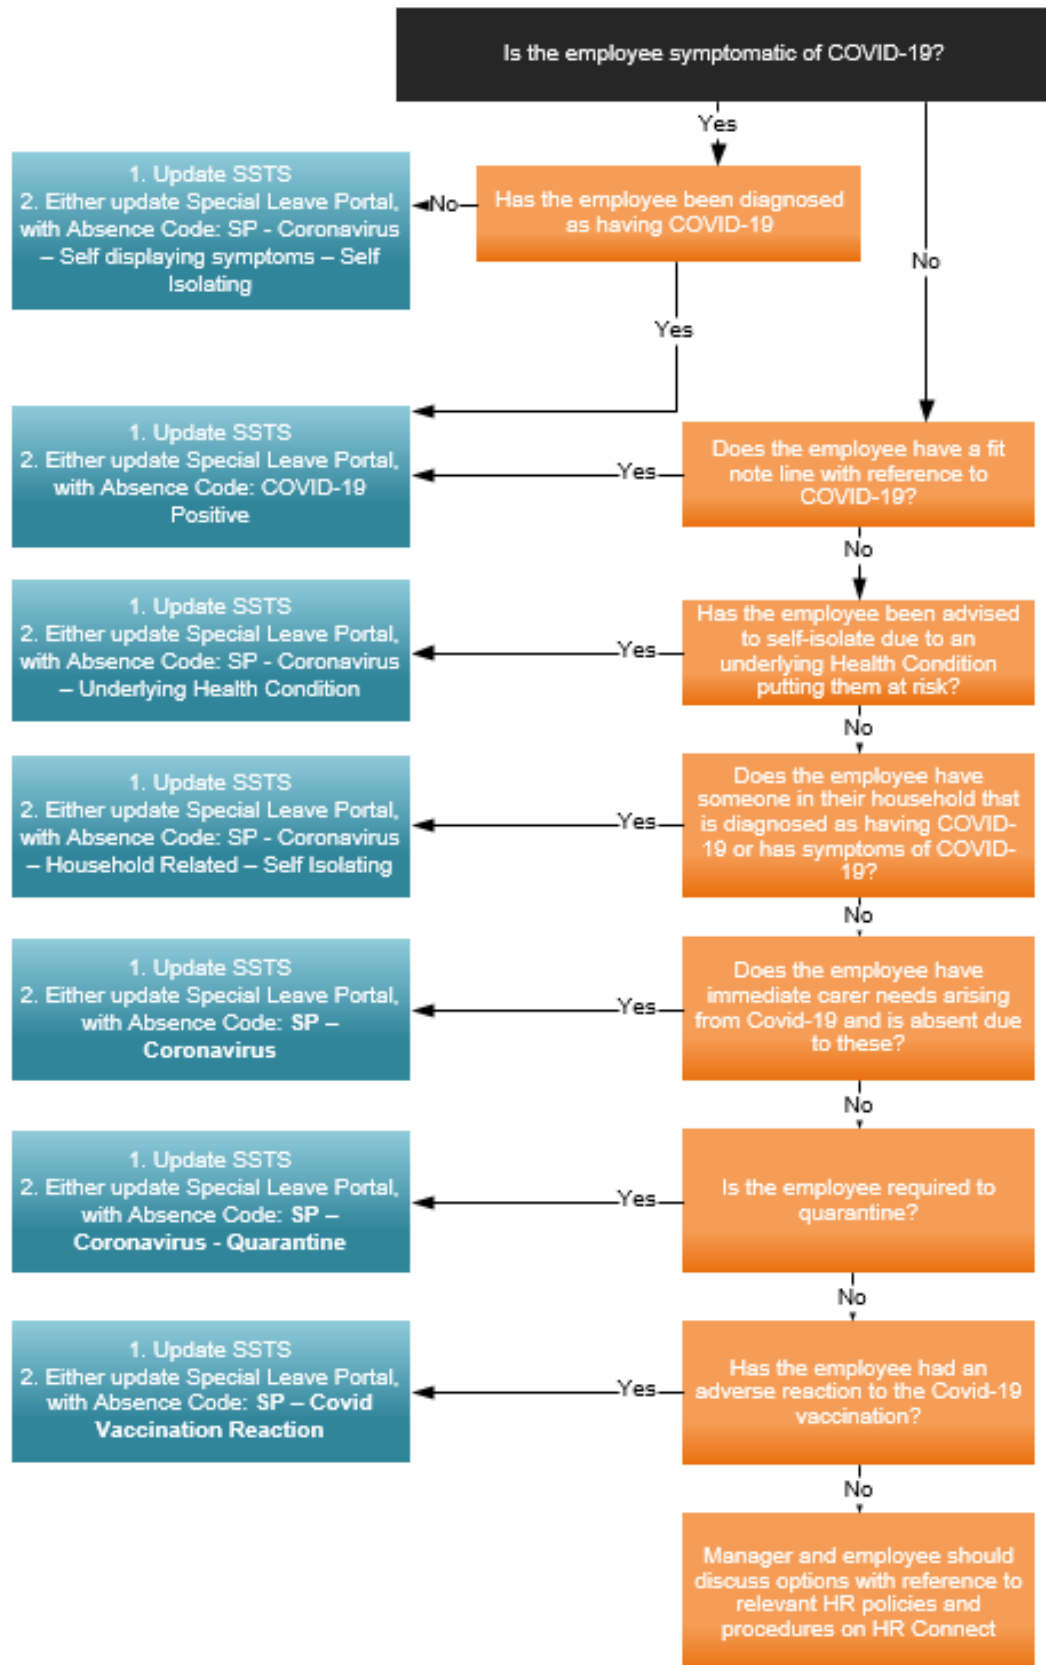 Is the employee symptomatic of COVID-19?
Yes
1. Update SSTS
2. Either update Special Leave Portal,
with Absence Code: SP - Coronavirus
– Self displaying symptoms – Self
Isolating
No
Has the employee been diagnosed
as having COVID-19
No
Yes
1. Update SSTS
2. Either update Special Leave Portal,
with Absence Code: COVID-19
Positive
Yes
Does the employee have a fit
note line with reference to
COVID-19?
No
1. Update SSTS
2. Either update Special Leave Portal,
with Absence Code: SP - Coronavirus
– Underlying Health Condition
Yes
Has the employee been advised
to self-isolate due to an
underlying Health Condition
putting them at risk?
No
1. Update SSTS
2. Either update Special Leave Portal,
with Absence Code: SP - Coronavirus
– Household Related – Self Isolating
Yes
Does the employee have
someone in their household that
is diagnosed as having COVID-
19 or has symptoms of COVID-
19?
No
1. Update SSTS
2. Either update Special Leave Portal,
with Absence Code: SP –
Coronavirus
Yes
Does the employee have
immediate carer needs arising
from Covid-19 and is absent due
to these?
No
1. Update SSTS
2. Either update Special Leave Portal,
with Absence Code: SP –
Coronavirus - Quarantine
Yes
Is the employee required to
quarantine?
No
1. Update SSTS
2. Either update Special Leave Portal,
with Absence Code: SP – Covid
Vaccination Reaction
Yes
Has the employee had an
adverse reaction to the Covid-19
vaccination?
No
Manager and employee should
discuss options with reference to
relevant HR policies and
procedures on HR Connect